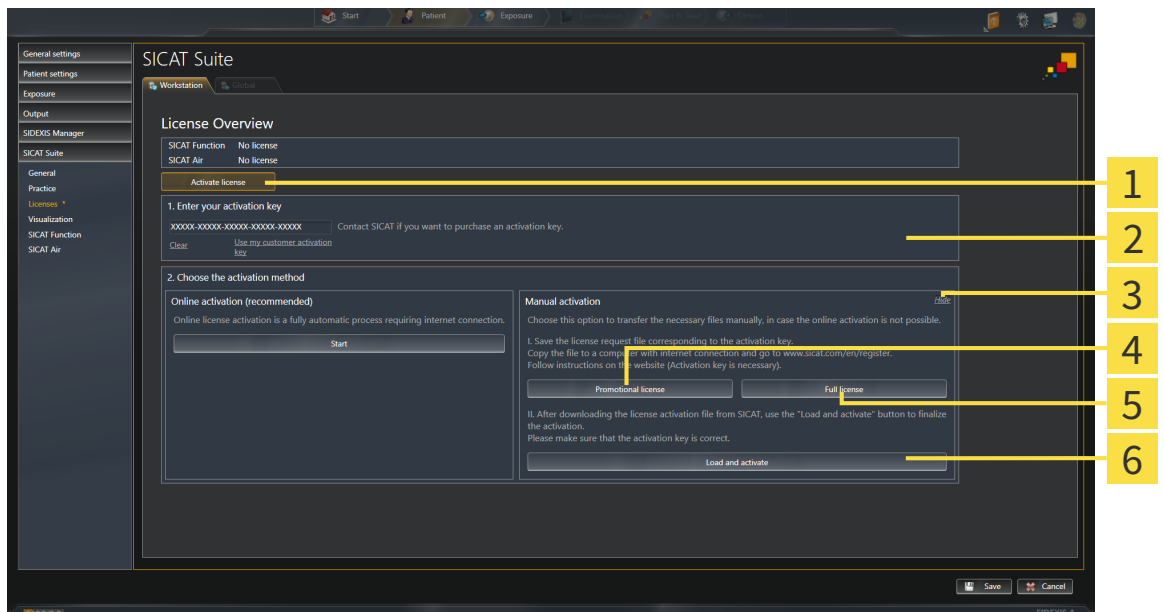 Start
Patient
Exposure
General settings
Patient settings
Exposure
Output
SIDEXIS Manager
SICAT Suite
General
Practice
Licenses *
Visualization
SICAT Function
SICAT Air
SICAT Suite
Workstation
Global
License Overview
SICAT Function No license
SICAT Air No license
Activate license
1. Enter your activation key
XXXXX-XXXXX-XXXXX-XXXXX-XXXXX Contact SICAT if you want to purchase an activation key.
Clear
Use my customer activation
key
2. Choose the activation method
Online activation (recommended)
Online license activation is a fully automatic process requiring internet connection.
Start
Manual activation
Hide
Choose this option to transfer the necessary files manually, in case the online activation is not possible.
I. Save the license request file corresponding to the activation key.
Copy the file to a computer with internet connection and go to www.sicat.com/en/register.
Follow instructions on the website (Activation key is necessary).
Promotional license
Full license
II. After downloading the license activation file from SICAT, use the "Load and activate" button to finalize
the activation.
Please make sure that the activation key is correct.
Load and activate
Save
Cancel
1
2
3
4
5
6